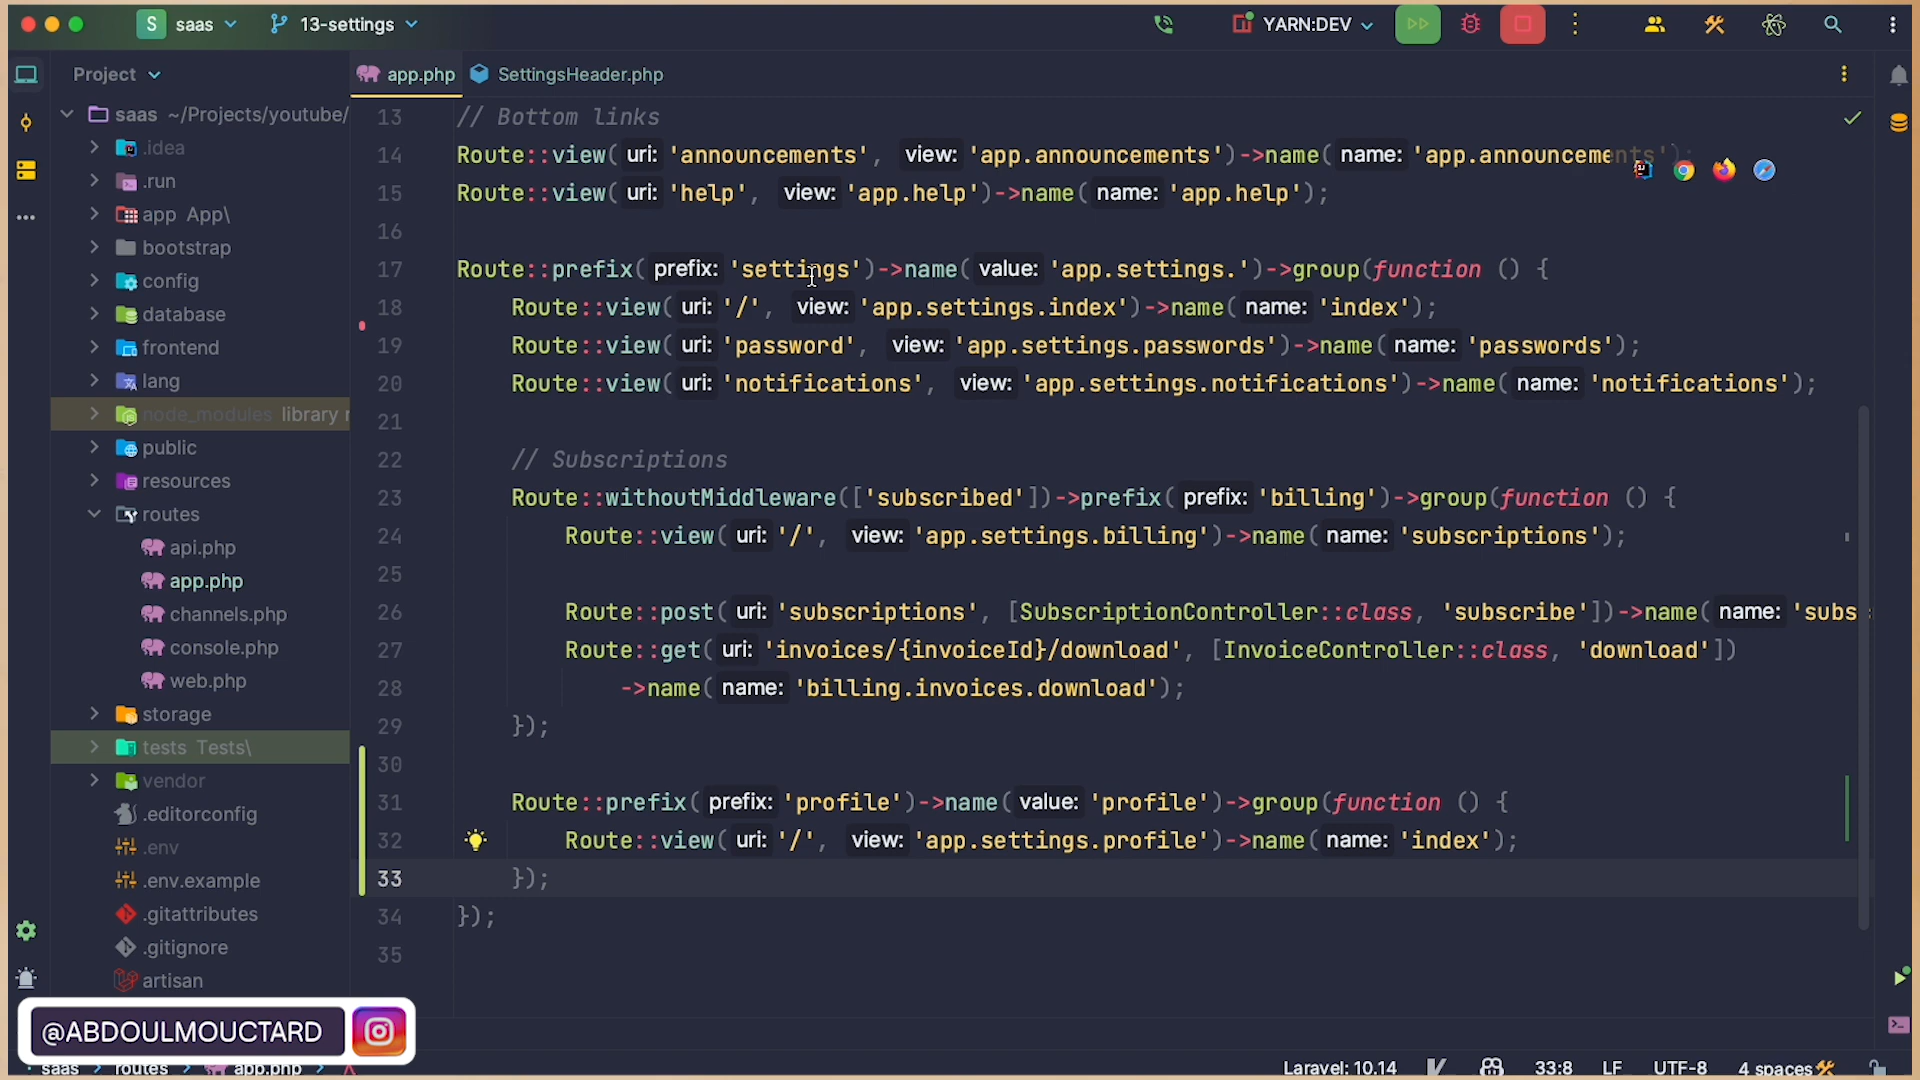 S saas 13-settings YARN:DEV
Project app.php SettingsHeader.php
saas ~/Projects/youtube/
.idea
.run
app App\
bootstrap
config
database
frontend
lang
node_modules library r
public
resources
routes
api.php
app.php
channels.php
console.php
web.php
storage
tests Tests\
vendor
.editorconfig
.env
.env.example
.gitattributes
.gitignore
artisan
13 // Bottom links
14 Route::view( uri: 'announcements', view: 'app.announcements')->name( name: 'app.announcements');
15 Route::view( uri: 'help', view: 'app.help')->name( name: 'app.help');
16
17 Route::prefix( prefix: 'settings')->name( value: 'app.settings.')->group(function () {
18 Route::view( uri: '/', view: 'app.settings.index')->name( name: 'index');
19 Route::view( uri: 'password', view: 'app.settings.passwords')->name( name: 'passwords');
20 Route::view( uri: 'notifications', view: 'app.settings.notifications')->name( name: 'notifications');
21
22 // Subscriptions
23 Route::withoutMiddleware(['subscribed'])->prefix( prefix: 'billing')->group(function () {
24 Route::view( uri: '/', view: 'app.settings.billing')->name( name: 'subscriptions');
25
26 Route::post( uri: 'subscriptions', [SubscriptionController::class, 'subscribe'])->name( name: 'subs
27 Route::get( uri: 'invoices/{invoiceId}/download', [InvoiceController::class, 'download'])
28 ->name( name: 'billing.invoices.download');
29 });
30
31 Route::prefix( prefix: 'profile')->name( value: 'profile')->group(function () {
32 Route::view( uri: '/', view: 'app.settings.profile')->name( name: 'index');
33 });
34 });
35
@ABDOULMOUCTARD
saas > routes > app.php > Laravel: 10.14 33:8 LF UTF-8 4 spaces